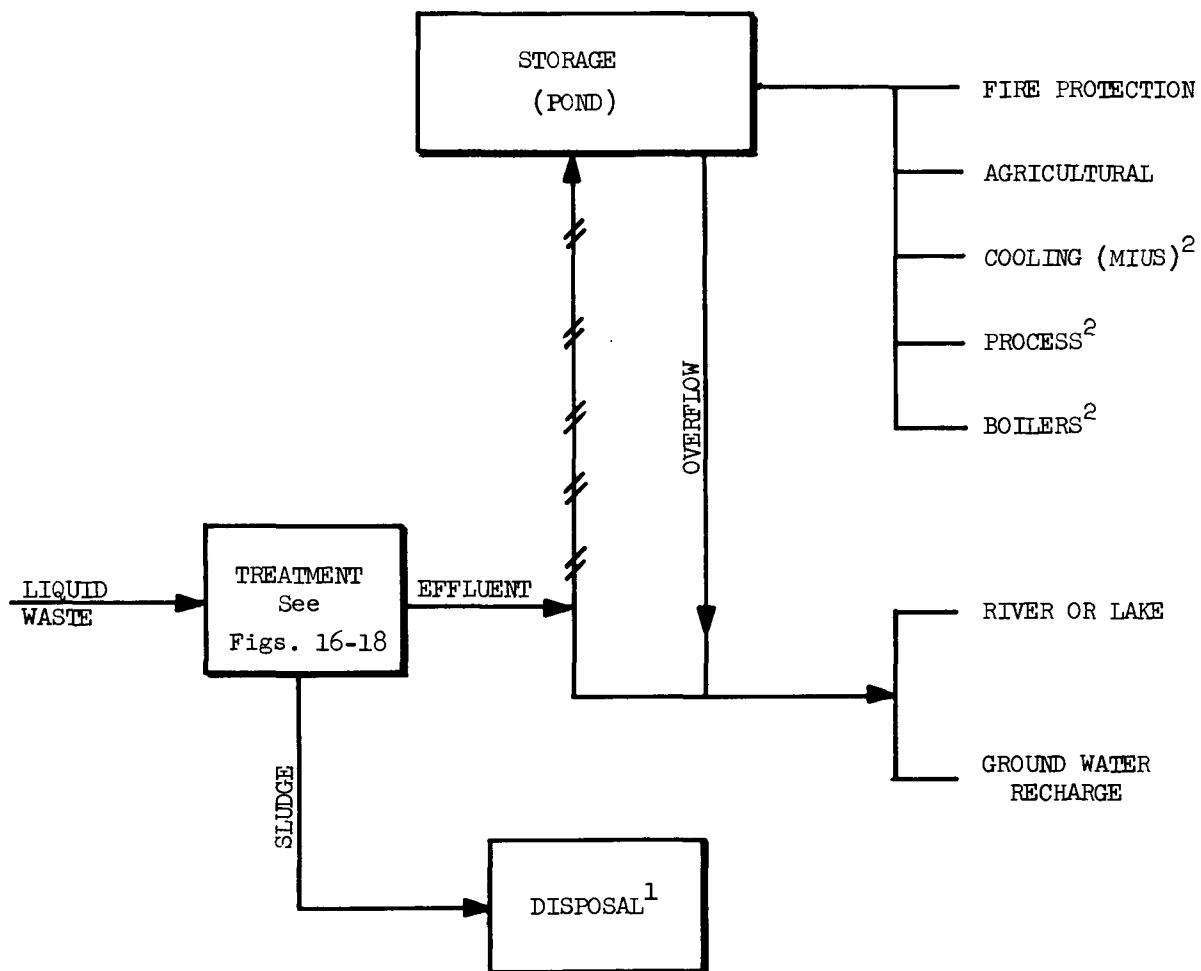 STORAGE
(POND)
FIRE PROTECTION
AGRICULTURAL
COOLING (MIUS)²
PROCESS²
BOILERS²
OVERFLOW
LIQUID
WASTE
TREATMENT
See
Figs. 16-18
EFFLUENT
RIVER OR LAKE
GROUND WATER
RECHARGE
SLUDGE
DISPOSAL¹